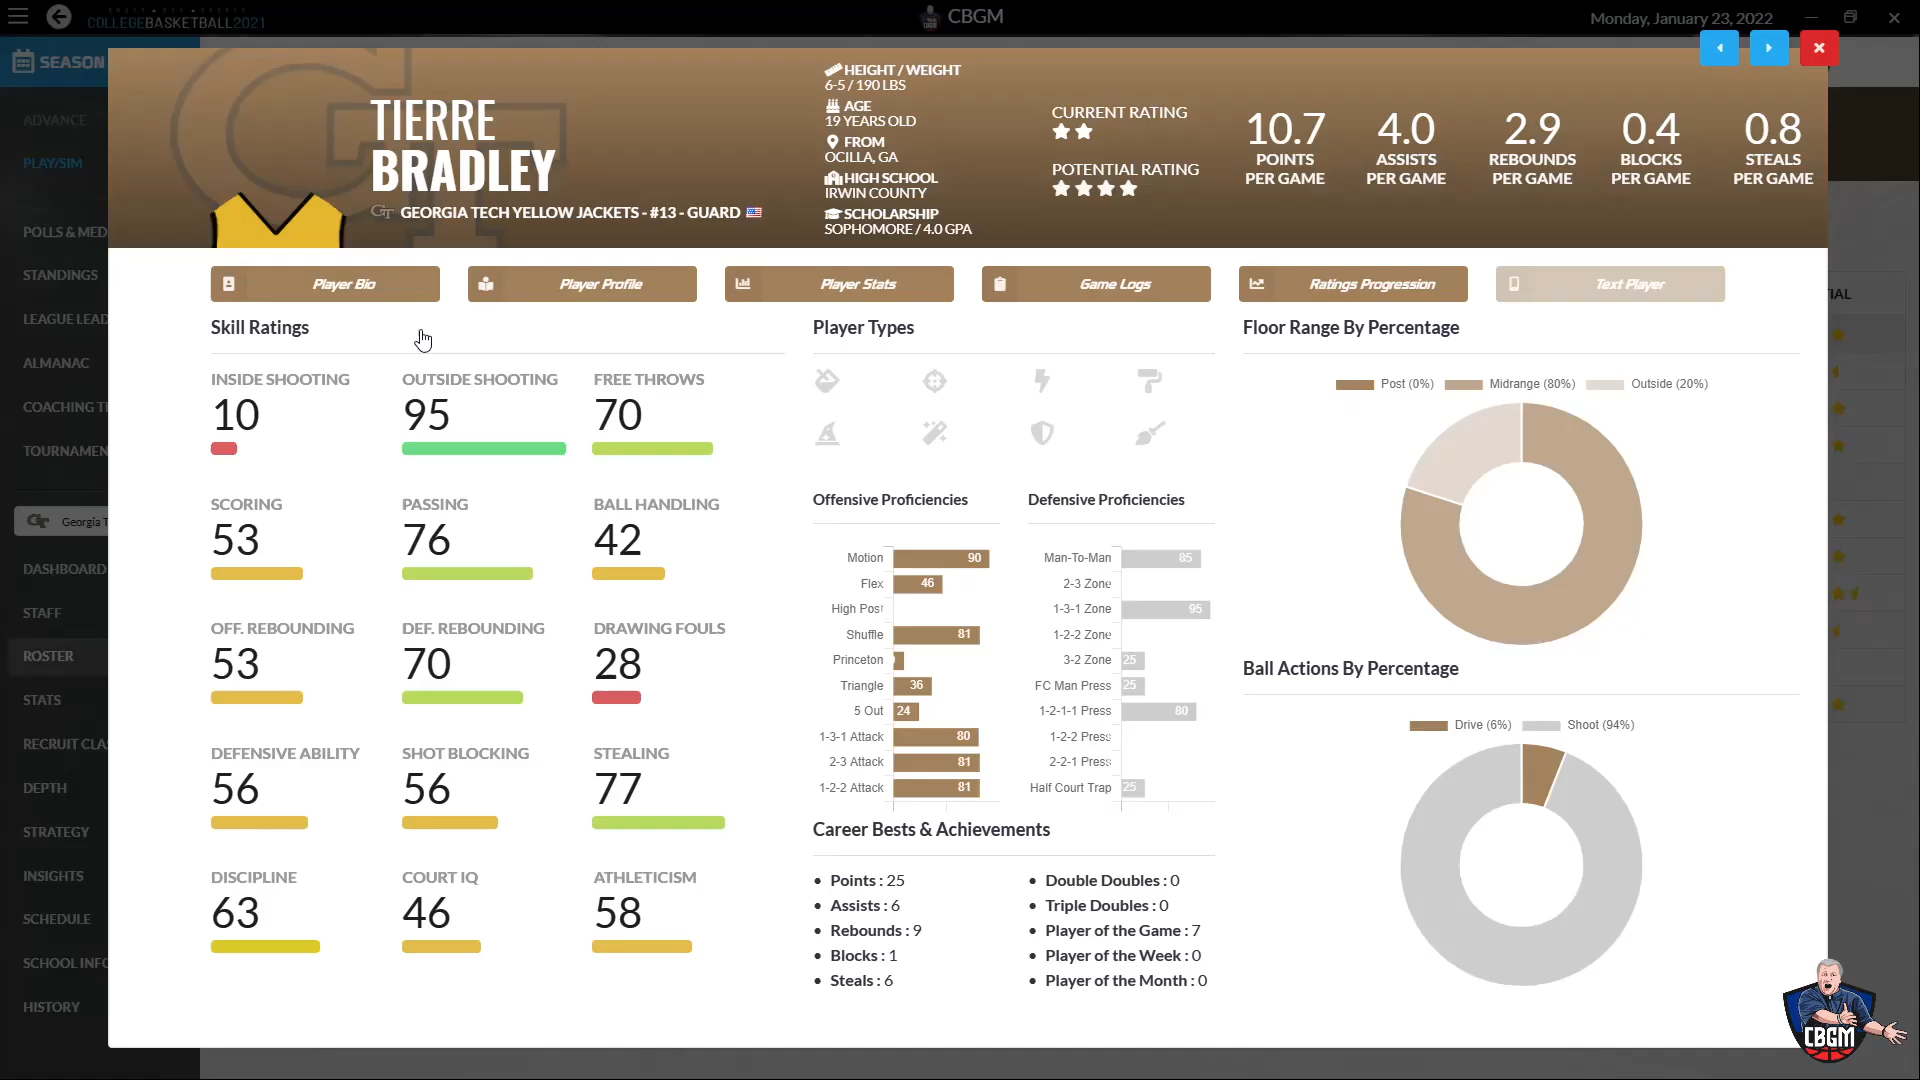 DRAFT DAY SPORTS
COLLEGEBASKETBALL2021
CBGM
Monday, January 23, 2022
SEASON
ADVANCE
PLAY/SIM
POLLS & MED
STANDINGS
LEAGUE LEAD
ALMANAC
COACHING T
TOURNAMEN
Georgia T
DASHBOARD
STAFF
ROSTER
STATS
RECRUIT CLA
DEPTH
STRATEGY
INSIGHTS
SCHEDULE
SCHOOL INFO
HISTORY
TIERRE
BRADLEY
GT GEORGIA TECH YELLOW JACKETS - #13 - GUARD
HEIGHT / WEIGHT
6-5 / 190 LBS
AGE
19 YEARS OLD
FROM
OCILLA, GA
HIGH SCHOOL
IRWIN COUNTY
SCHOLARSHIP
SOPHOMORE / 4.0 GPA
CURRENT RATING
POTENTIAL RATING
10.7 4.0 2.9 0.4 0.8
POINTS ASSISTS REBOUNDS BLOCKS STEALS
PER GAME PER GAME PER GAME PER GAME PER GAME
Player Bio Player Profile Player Stats Game Logs Ratings Progression Text Player
IAL
Skill Ratings
INSIDE SHOOTING OUTSIDE SHOOTING FREE THROWS
10 95 70
SCORING PASSING BALL HANDLING
53 76 42
OFF. REBOUNDING DEF. REBOUNDING DRAWING FOULS
53 70 28
DEFENSIVE ABILITY SHOT BLOCKING STEALING
56 56 77
DISCIPLINE COURT IQ ATHLETICISM
63 46 58
Player Types
Offensive Proficiencies
Motion 90
Flex 46
High Post
Shuffle 81
Princeton
Triangle 36
5 Out 24
1-3-1 Attack 80
2-3 Attack 81
1-2-2 Attack 81
Defensive Proficiencies
Man-To-Man 85
2-3 Zone
1-3-1 Zone 95
1-2-2 Zone
3-2 Zone 25
FC Man Press 25
1-2-1-1 Press 80
1-2-2 Press
2-2-1 Press
Half Court Trap 25
Career Bests & Achievements
Points : 25
Assists : 6
Rebounds : 9
Blocks : 1
Steals : 6
Double Doubles : 0
Triple Doubles : 0
Player of the Game : 7
Player of the Week : 0
Player of the Month : 0
Floor Range By Percentage
Post (0%) Midrange (80%) Outside (20%)
Ball Actions By Percentage
Drive (6%) Shoot (94%)
CBGM